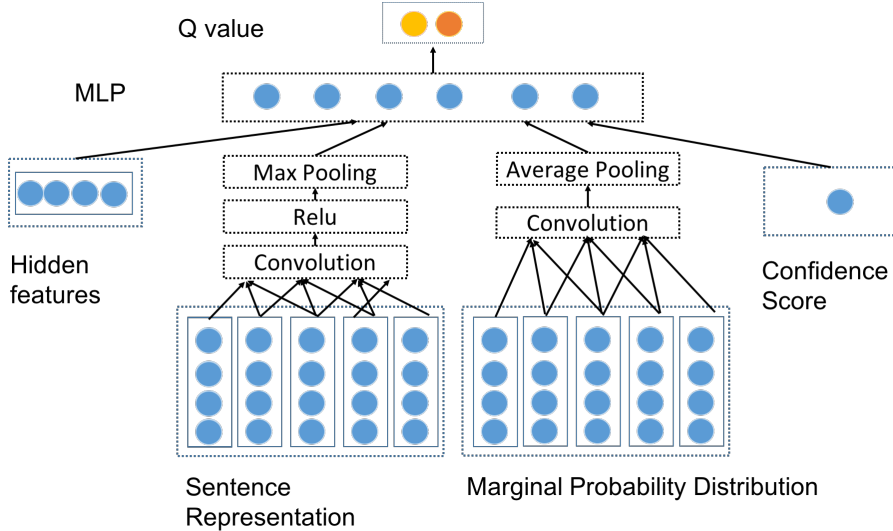 Q value
MLP
Max Pooling
Average Pooling
Relu
Convolution
Convolution
Hidden
features
Confidence
Score
Sentence
Representation
Marginal Probability Distribution